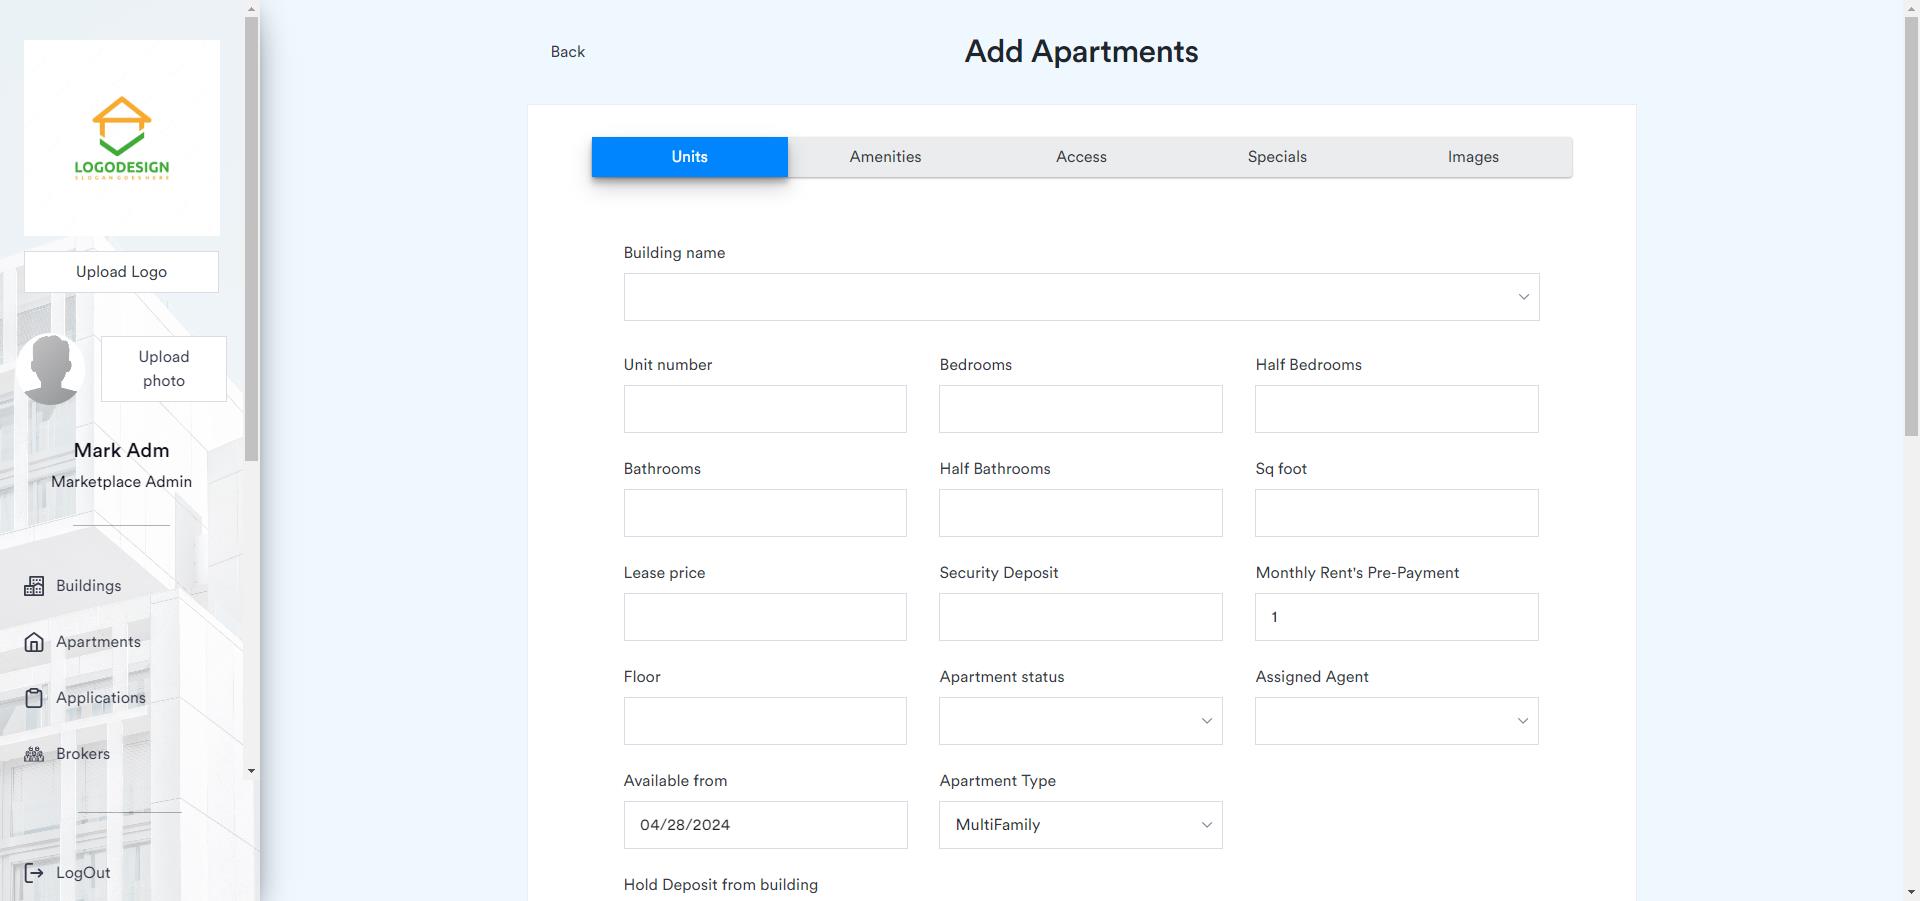 LOGODESIGN
SLOGAN GOES HERE
Upload Logo
Upload
photo
Mark Adm
Marketplace Admin
Buildings
Apartments
Applications
Brokers
LogOut
Back
Add Apartments
Units
Amenities
Access
Specials
Images
Building name
Unit number
Bedrooms
Half Bedrooms
Bathrooms
Half Bathrooms
Sq foot
Lease price
Security Deposit
Monthly Rent's Pre-Payment
1
Floor
Apartment status
Assigned Agent
Available from
Apartment Type
04/28/2024
MultiFamily
Hold Deposit from building